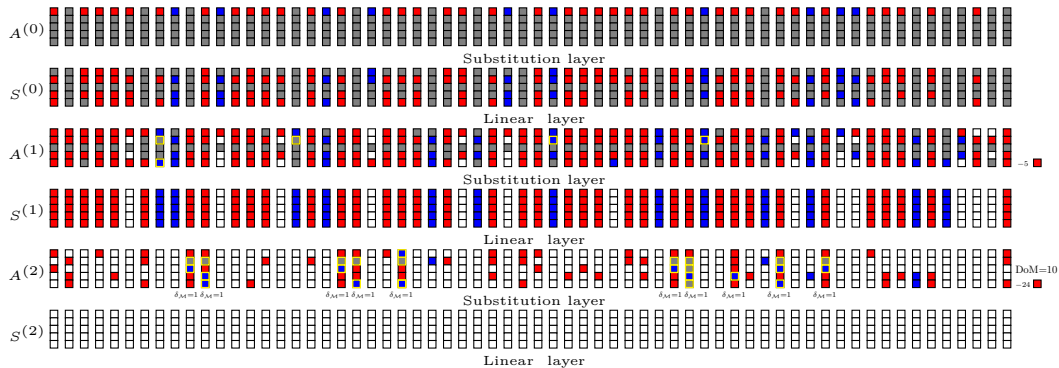 A(0)
Substitution layer
S(0)
Linear layer
A(1)
−5
Substitution layer
S(1)
Linear layer
A(2)
DoM=10
−24
δM=1 δM=1 δM=1 δM=1 δM=1 δM=1 δM=1 δM=1 δM=1 δM=1
Substitution layer
S(2)
Linear layer